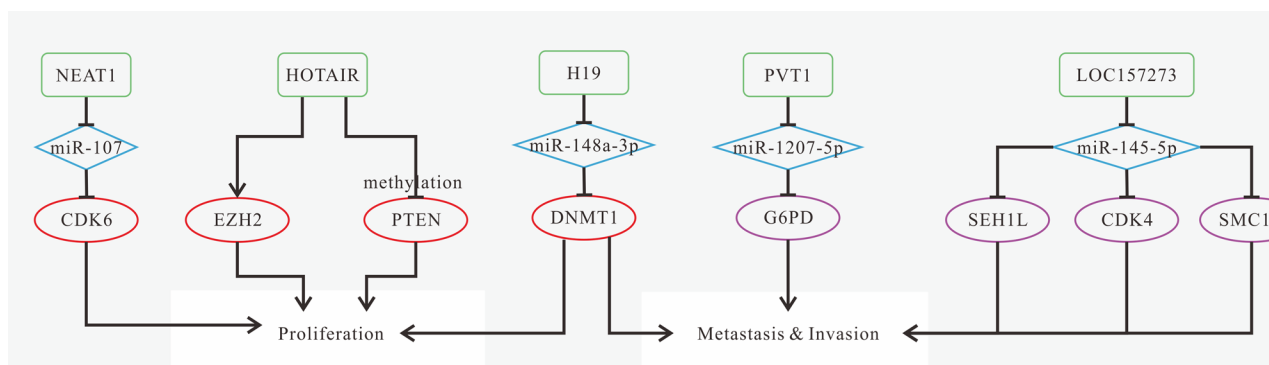 NEAT1
HOTAIR
H19
PVT1
LOC157273
miR-107
miR-148a-3p
miR-1207-5p
miR-145-5p
methylation
CDK6
EZH2
PTEN
DNMT1
G6PD
SEH1L
CDK4
SMC1
Proliferation
Metastasis & Invasion